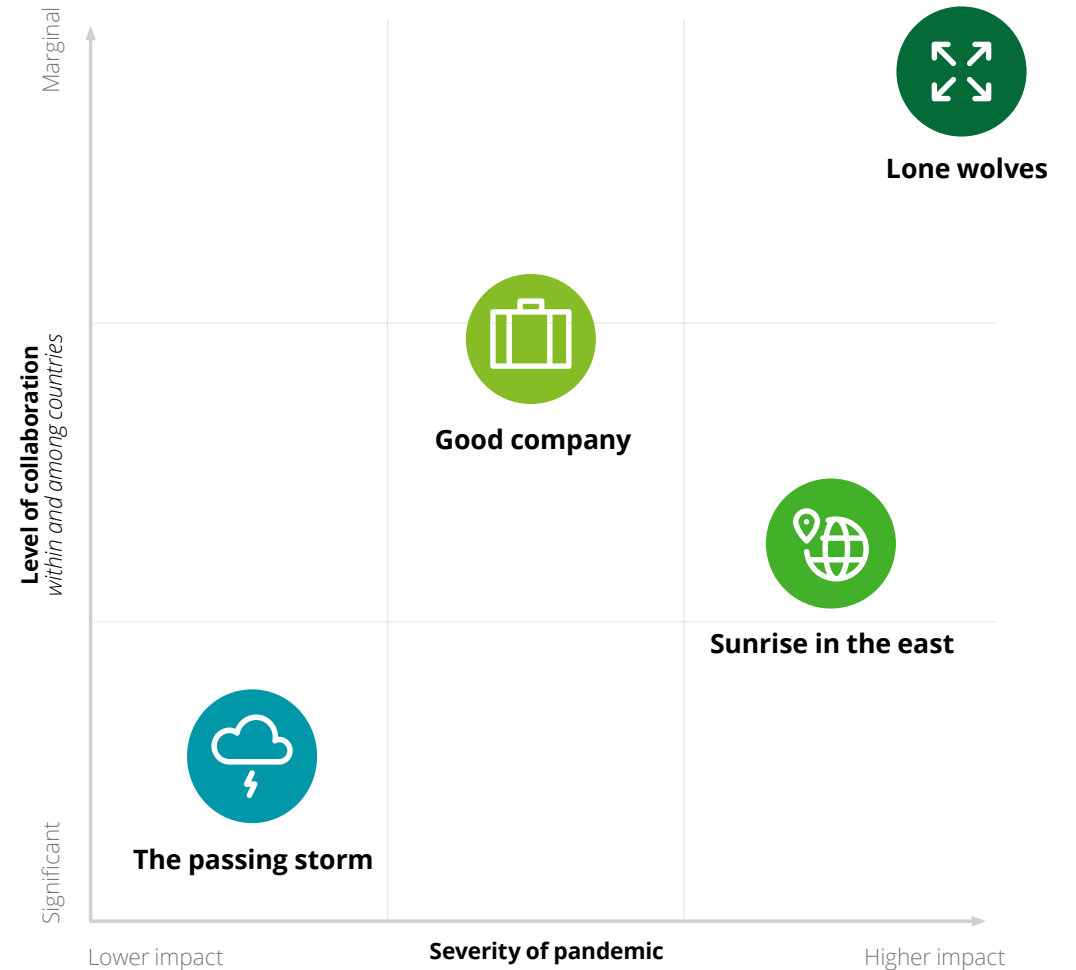 Marginal
Lone wolves
Level of collaboration
within and among countries
Good company
Sunrise in the east
The passing storm
Significant
Lower impact
Severity of pandemic
Higher impact